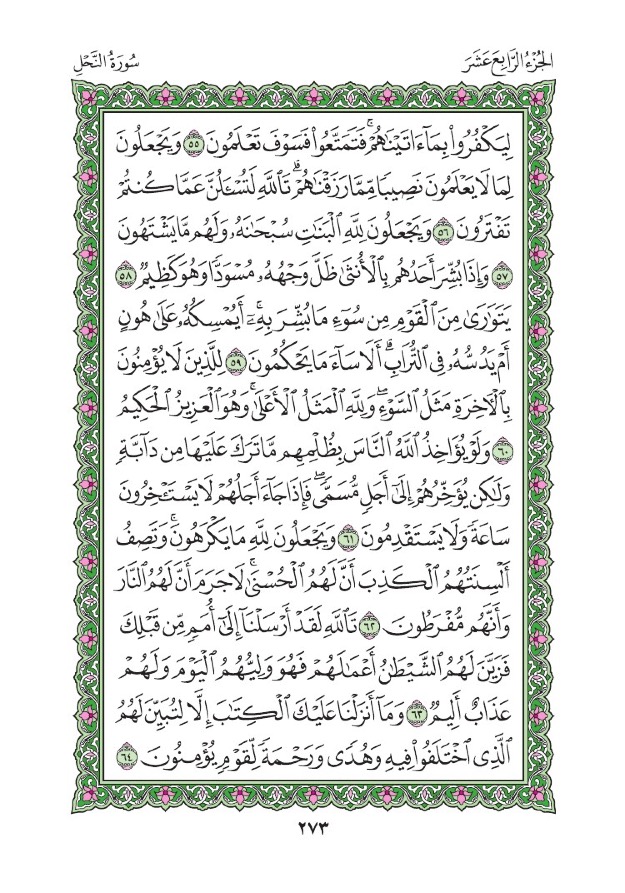 الجُزْءُ الرَّابِعَ عَشَرَ
سُورَةُ النَّحْلِ
لِيَكْفُرُواْ بِمَآ ءَاتَيْنَٰهُمْۚ فَتَمَتَّعُواْ فَسَوْفَ تَعْلَمُونَ ٥٥ وَيَجْعَلُونَ
لِمَا لَا يَعْلَمُونَ نَصِيبٗا مِّمَّا رَزَقْنَٰهُمْۗ تَٱللَّهِ لَتُسْـَٔلُنَّ عَمَّا كُنتُمْ
تَفْتَرُونَ ٥٦ وَيَجْعَلُونَ لِلَّهِ ٱلْبَنَٰتِ سُبْحَٰنَهُۥ وَلَهُم مَّا يَشْتَهُونَ
٥٧ وَإِذَا بُشِّرَ أَحَدُهُم بِٱلْأُنثَىٰ ظَلَّ وَجْهُهُۥ مُسْوَدّٗا وَهُوَ كَظِيمٞ ٥٨
يَتَوَٰرَىٰ مِنَ ٱلْقَوْمِ مِن سُوٓءِ مَا بُشِّرَ بِهِۦٓۚ أَيُمْسِكُهُۥ عَلَىٰ هُونٍ
أَمْ يَدُسُّهُۥ فِي ٱلتُّرَابِۗ أَلَا سَآءَ مَا يَحْكُمُونَ ٥٩ لِلَّذِينَ لَا يُؤْمِنُونَ
بِٱلْأٓخِرَةِ مَثَلُ ٱلسَّوْءِۖ وَلِلَّهِ ٱلْمَثَلُ ٱلْأَعْلَىٰۚ وَهُوَ ٱلْعَزِيزُ ٱلْحَكِيمُ
٦٠ وَلَوْ يُؤَاخِذُ ٱللَّهُ ٱلنَّاسَ بِظُلْمِهِم مَّا تَرَكَ عَلَيْهَا مِن دَآبَّةٖ
وَلَٰكِن يُؤَخِّرُهُمْ إِلَىٰٓ أَجَلٖ مُّسَمّٗىۖ فَإِذَا جَآءَ أَجَلُهُمْ لَا يَسْتَـْٔخِرُونَ
سَاعَةٗ وَلَا يَسْتَقْدِمُونَ ٦١ وَيَجْعَلُونَ لِلَّهِ مَا يَكْرَهُونَۚ وَتَصِفُ
أَلْسِنَتُهُمُ ٱلْكَذِبَ أَنَّ لَهُمُ ٱلْحُسْنَىٰۚ لَا جَرَمَ أَنَّ لَهُمُ ٱلنَّارَ
وَأَنَّهُم مُّفْرَطُونَ ٦٢ تَٱللَّهِ لَقَدْ أَرْسَلْنَآ إِلَىٰٓ أُمَمٖ مِّن قَبْلِكَ
فَزَيَّنَ لَهُمُ ٱلشَّيْطَٰنُ أَعْمَٰلَهُمْ فَهُوَ وَلِيُّهُمُ ٱلْيَوْمَ وَلَهُمْ
عَذَابٌ أَلِيمٞ ٦٣ وَمَآ أَنزَلْنَا عَلَيْكَ ٱلْكِتَٰبَ إِلَّا لِتُبَيِّنَ لَهُمُ
ٱلَّذِي ٱخْتَلَفُواْ فِيهِ وَهُدٗى وَرَحْمَةٗ لِّقَوْمٖ يُؤْمِنُونَ ٦٤
٢٧٣